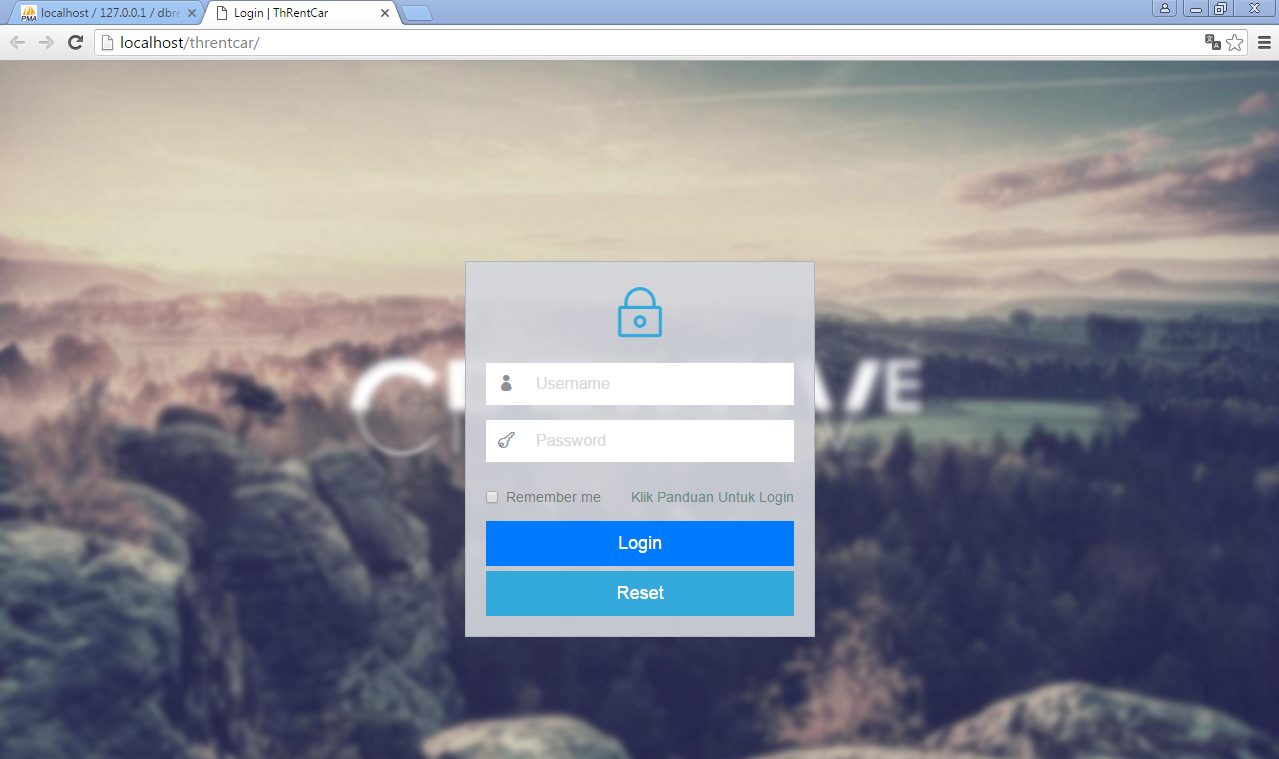 PMA localhost / 127.0.0.1 / dbre
Login | ThRentCar
localhost/threntcar/
Username
Password
Remember me Klik Panduan Untuk Login
Login
Reset